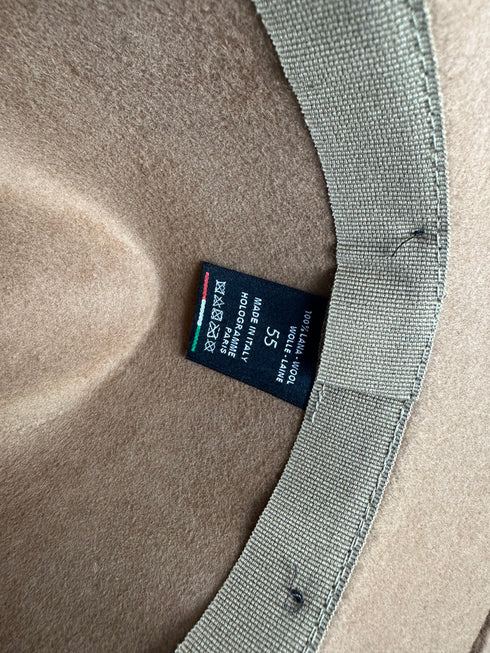 100% LANA - WOOL
WOLLE - LAINE
55
MADE IN ITALY
HOLOGRAMME
PARIS